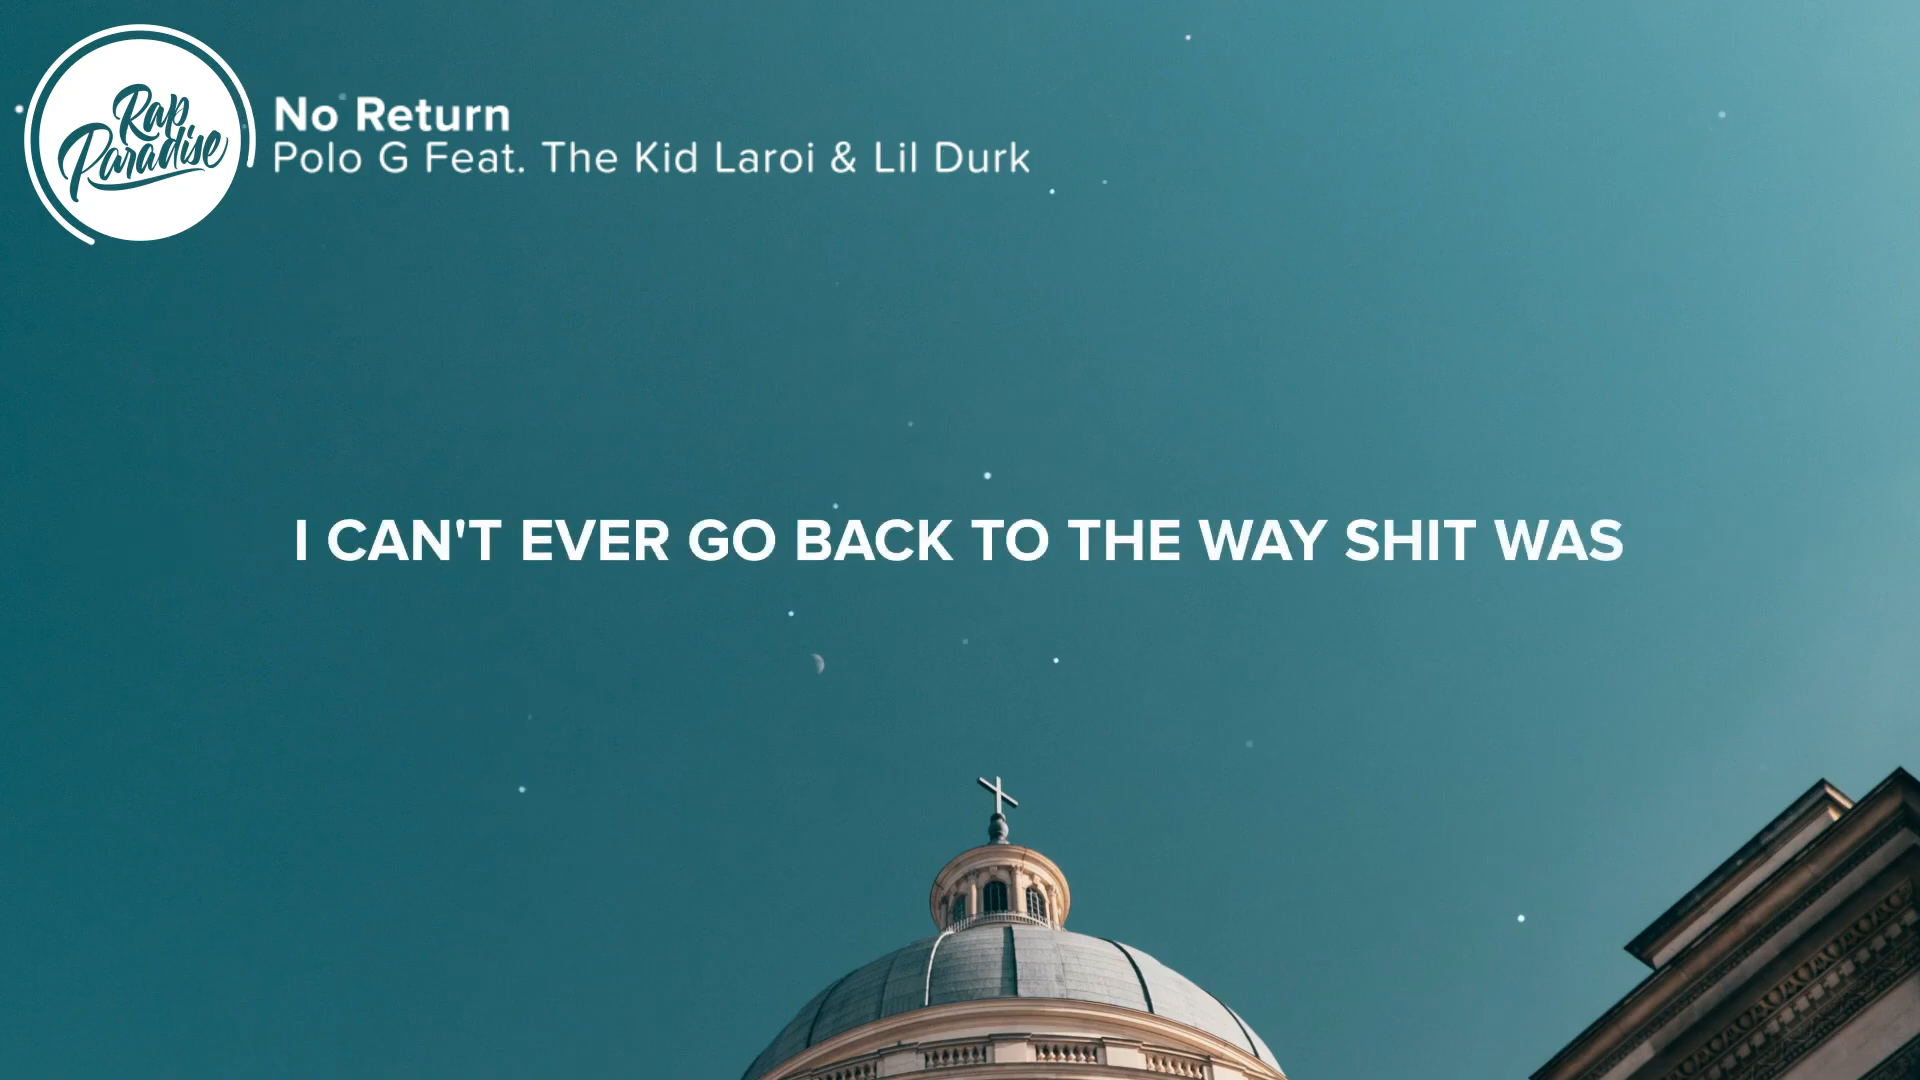 Rap
Paradise
No Return
Polo G Feat. The Kid Laroi & Lil Durk
I CAN'T EVER GO BACK TO THE WAY SHIT WAS